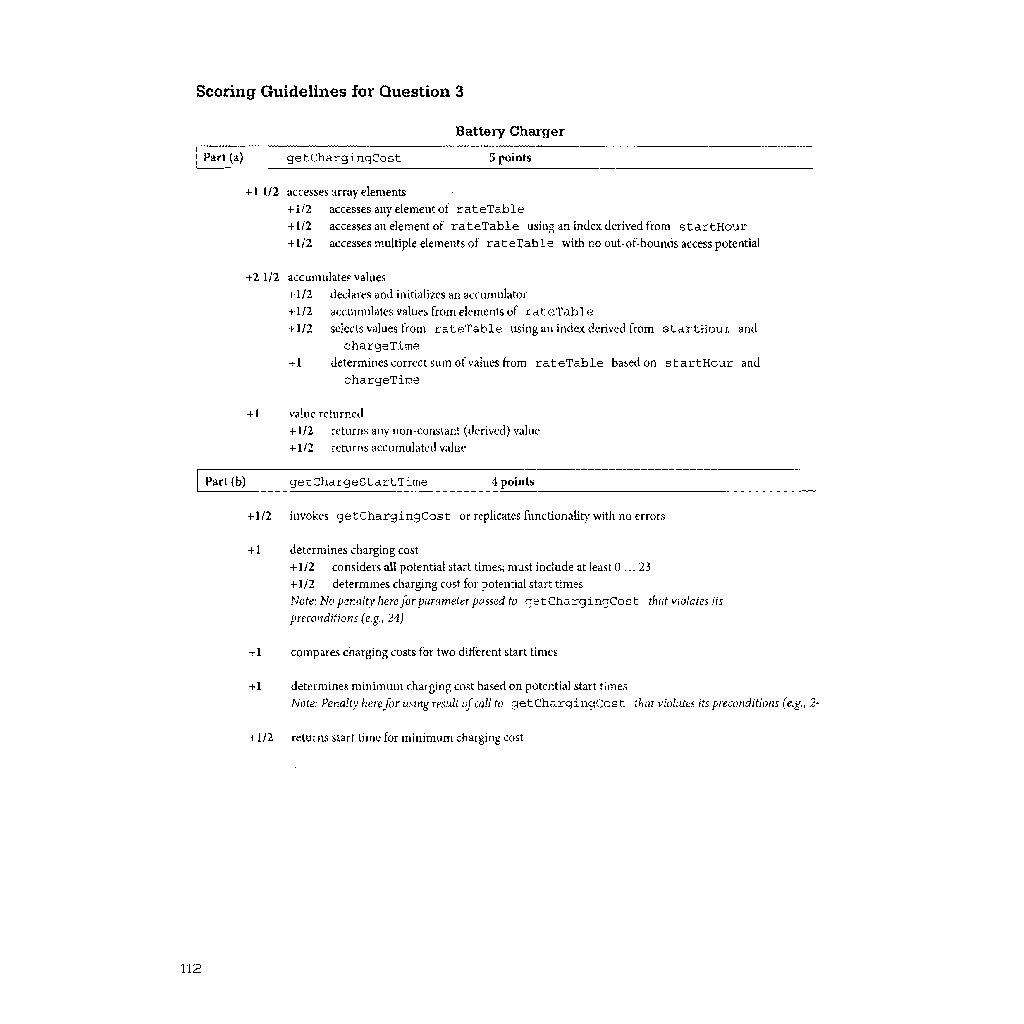 Scoring Guidelines for Question 3
Battery Charger
Part (a) getChargingCost 5 points
+1 1/2 accesses array elements
+1/2 accesses any element of rateTable
+1/2 accesses an element of rateTable using an index derived from startHour
+1/2 accesses multiple elements of rateTable with no out-of-bounds access potential
+2 1/2 accumulates values
+1/2 declares and initializes an accumulator
+1/2 accumulates values from elements of rateTable
+1/2 selects values from rateTable using an index derived from startHour and
chargeTime
+1 determines correct sum of values from rateTable based on startHour and
chargeTime
+1 value returned
+1/2 returns any non-constant (derived) value
+1/2 returns accumulated value
Part (b) getChargeStartTime 4 points
+1/2 invokes getChargingCost or replicates functionality with no errors
+1 determines charging cost
+1/2 considers all potential start times; must include at least 0 ... 23
+1/2 determines charging cost for potential start times
Note: No penalty here for parameter passed to getChargingCost that violates its
preconditions (e.g., 24)
+1 compares charging costs for two different start times
+1 determines minimum charging cost based on potential start times
Note: Penalty here for using result of call to getChargingCost that violates its preconditions (e.g., 2
+1/2 returns start time for minimum charging cost
112